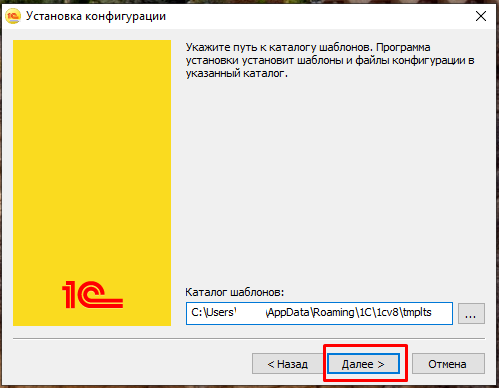 Установка конфигурации
Укажите путь к каталогу шаблонов. Программа
установки установит шаблоны и файлы конфигурации в
указанный каталог.
1С
Каталог шаблонов:
C:\Users\ \AppData\Roaming\1C\1cv8\tmplts
...
< Назад
Далее >
Отмена